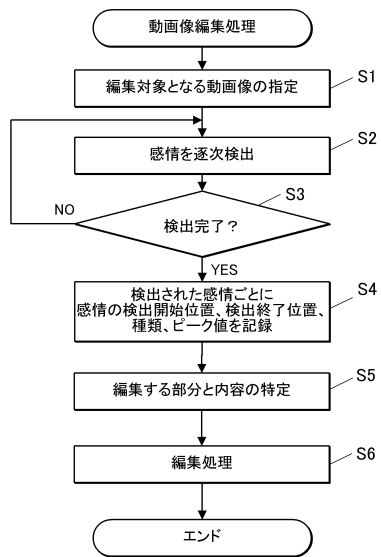 動画像編集処理
S1
編集対象となる動画像の指定
S2
感情を逐次検出
S3
NO
検出完了？
YES
S4
検出された感情ごとに
感情の検出開始位置、検出終了位置、
種類、ピーク値を記録
S5
編集する部分と内容の特定
S6
編集処理
エンド